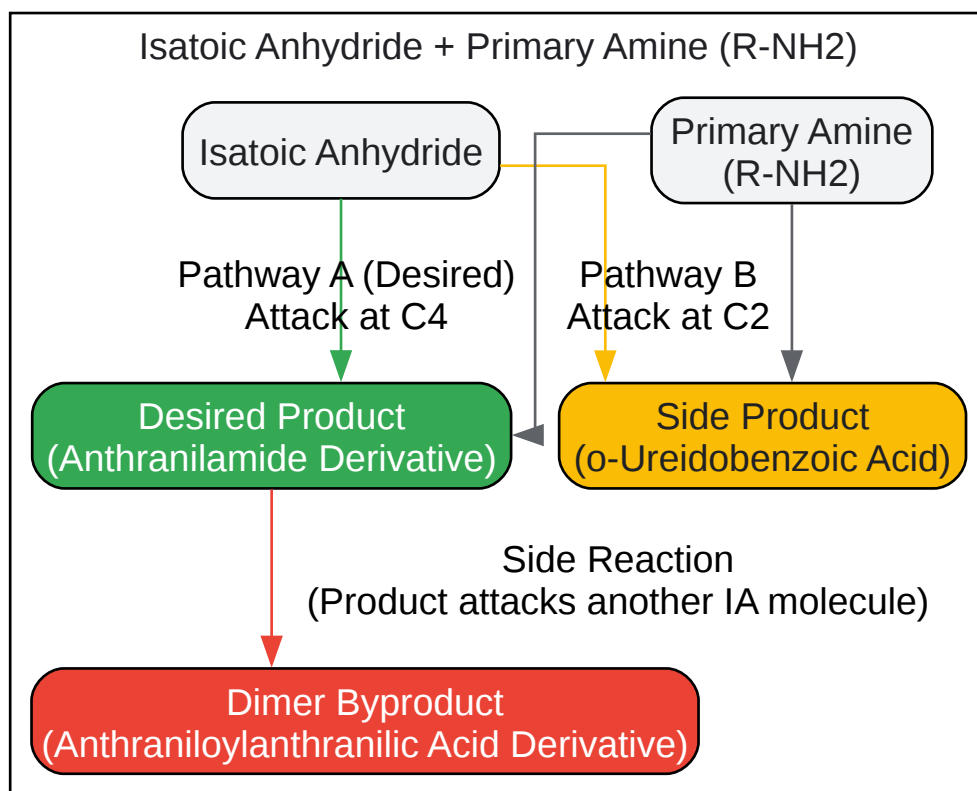 Isatoic Anhydride + Primary Amine (R-NH2)
Isatoic Anhydride
Primary Amine
(R-NH2)
Pathway A (Desired)
Attack at C4
Pathway B
Attack at C2
Desired Product
(Anthranilamide Derivative)
Side Product
(o-Ureidobenzoic Acid)
Side Reaction
(Product attacks another IA molecule)
Dimer Byproduct
(Anthraniloylanthranilic Acid Derivative)